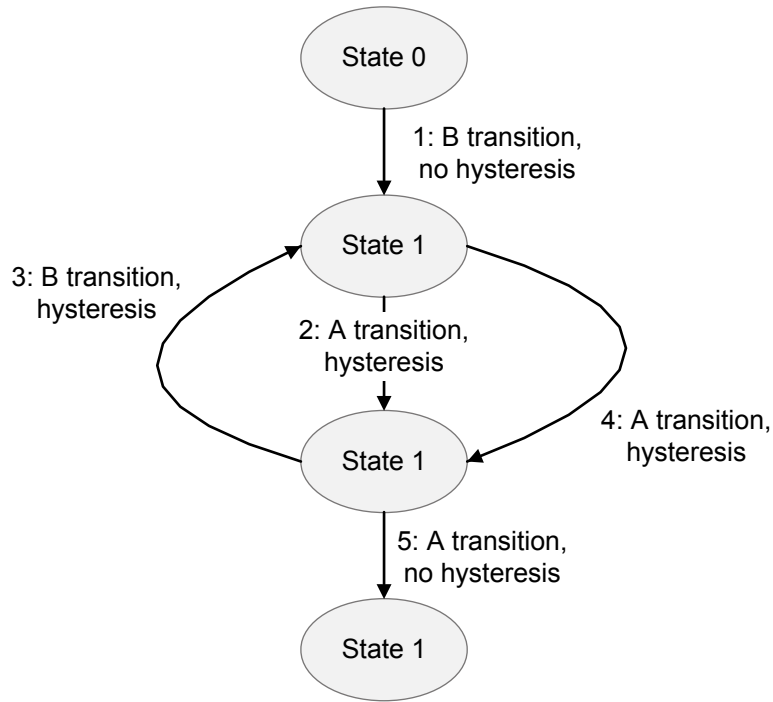 State 0
1: B transition,
no hysteresis
State 1
3: B transition,
hysteresis
2: A transition,
hysteresis
4: A transition,
hysteresis
State 1
5: A transition,
no hysteresis
State 1